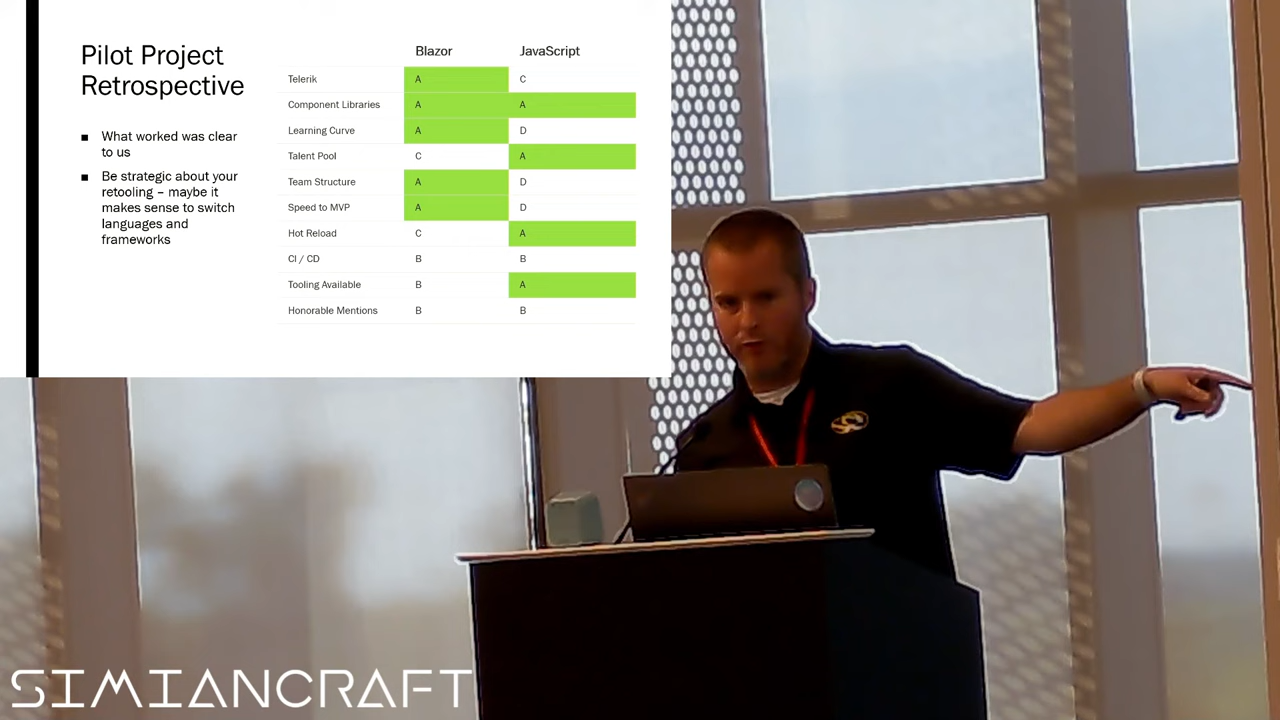 Pilot Project
Retrospective
■ What worked was clear
to us
■ Be strategic about your
retooling – maybe it
makes sense to switch
languages and
frameworks
Blazor JavaScript
Telerik A C
Component Libraries A A
Learning Curve A D
Talent Pool C A
Team Structure A D
Speed to MVP A D
Hot Reload C A
CI / CD B B
Tooling Available B A
Honorable Mentions B B
SIMIANCRAFT